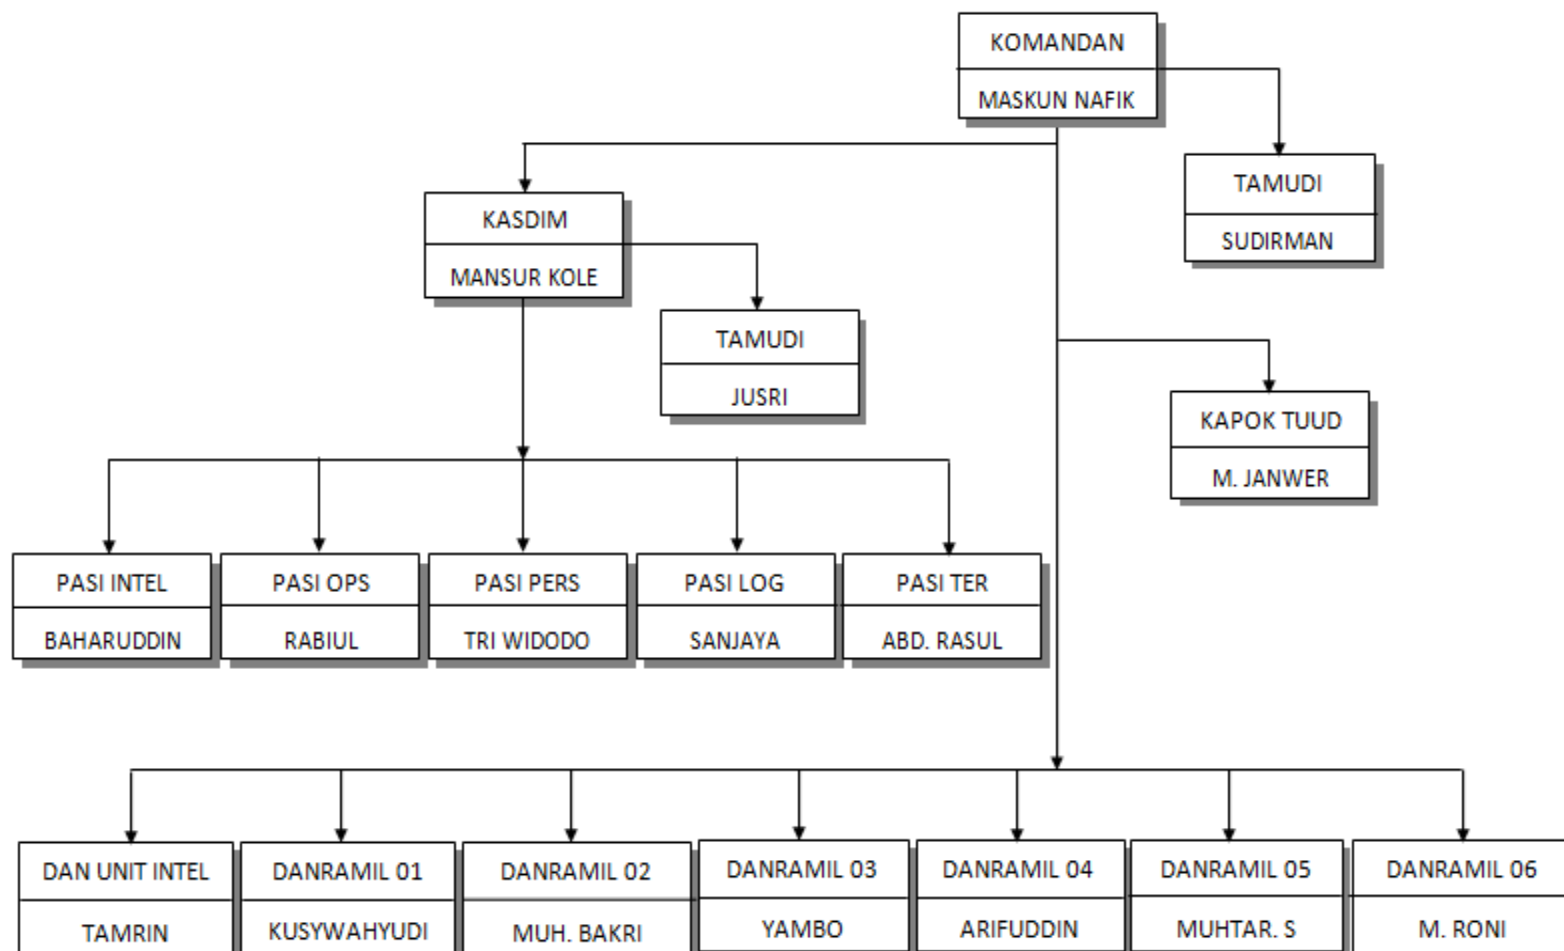 KOMANDAN
MASKUN NAFIK
TAMUDI
SUDIRMAN
KASDIM
MANSUR KOLE
TAMUDI
JUSRI
KAPOK TUUD
M. JANWER
PASI INTEL
BAHARUDDIN
PASI OPS
RABIUL
PASI PERS
TRI WIDODO
PASI LOG
SANJAYA
PASI TER
ABD. RASUL
DAN UNIT INTEL
TAMRIN
DANRAMIL 01
KUSYWAHYUDI
DANRAMIL 02
MUH. BAKRI
DANRAMIL 03
YAMBO
DANRAMIL 04
ARIFUDDIN
DANRAMIL 05
MUHTAR. S
DANRAMIL 06
M. RONI